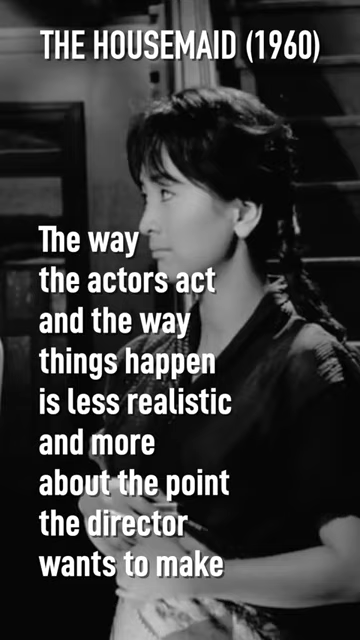 THE HOUSEMAID (1960)
The way
the actors act
and the way
things happen
is less realistic
and more
about the point
the director
wants to make